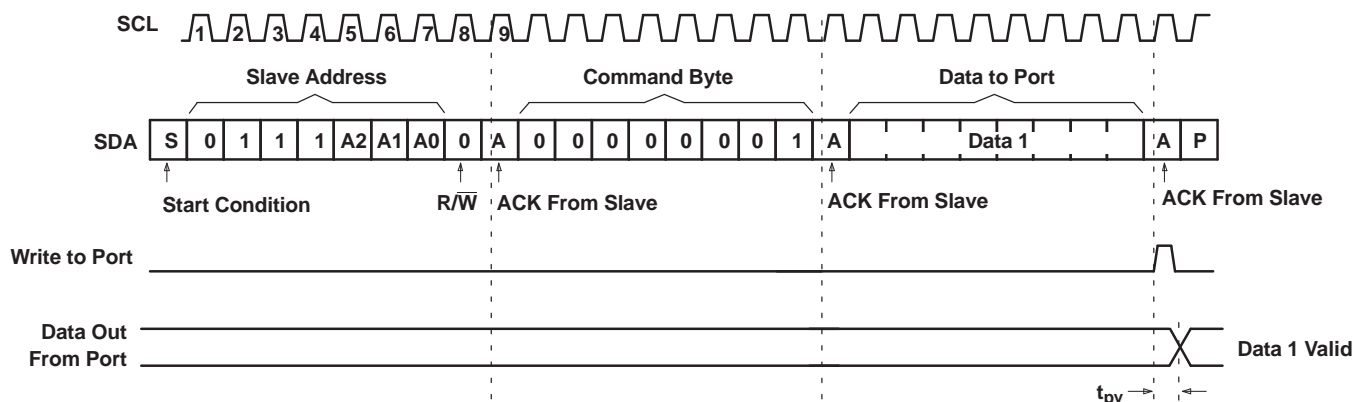 SCL 1 2 3 4 5 6 7 8 9
Slave Address Command Byte Data to Port
SDA S 0 1 1 1 A2 A1 A0 0 A 0 0 0 0 0 0 0 1 A Data 1 A P
Start Condition R/W̅ ACK From Slave ACK From Slave ACK From Slave
Write to Port
Data Out
From Port
Data 1 Valid
tpv